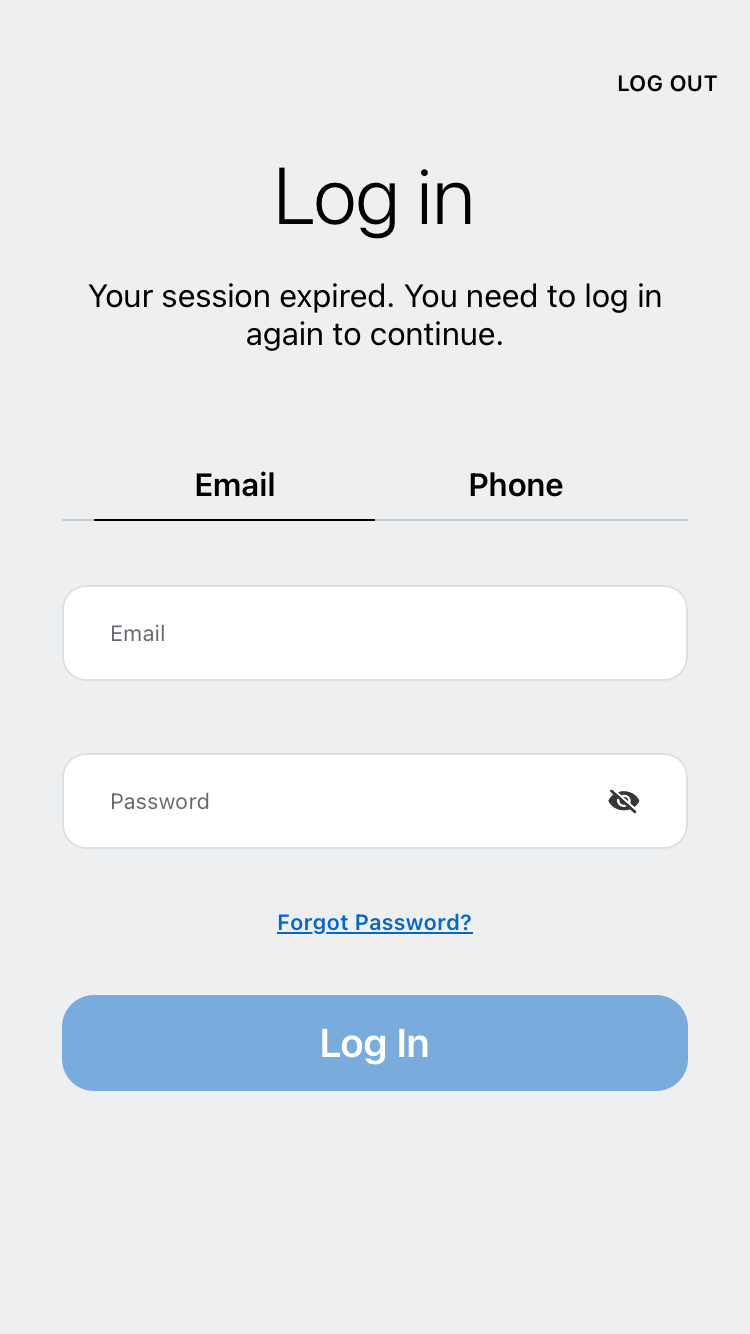 LOG OUT
Log in
Your session expired. You need to log in
again to continue.
Email
Phone
Email
Password
Forgot Password?
Log In